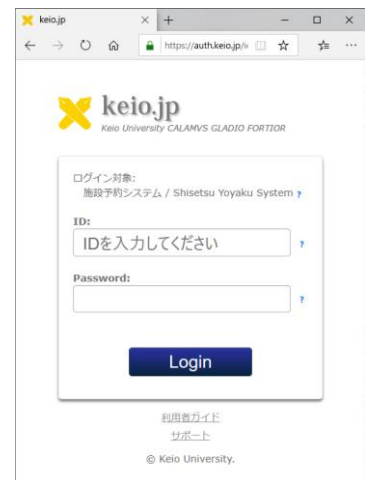 keio.jp
https://auth.keio.jp/i
keio.jp
Keio University CALAMVS GLADIO FORTIOR
ログイン対象:
施設予約システム / Shisetsu Yoyaku System ?
ID:
IDを入力してください ?
Password:
?
Login
利用者ガイド
サポート
© Keio University.